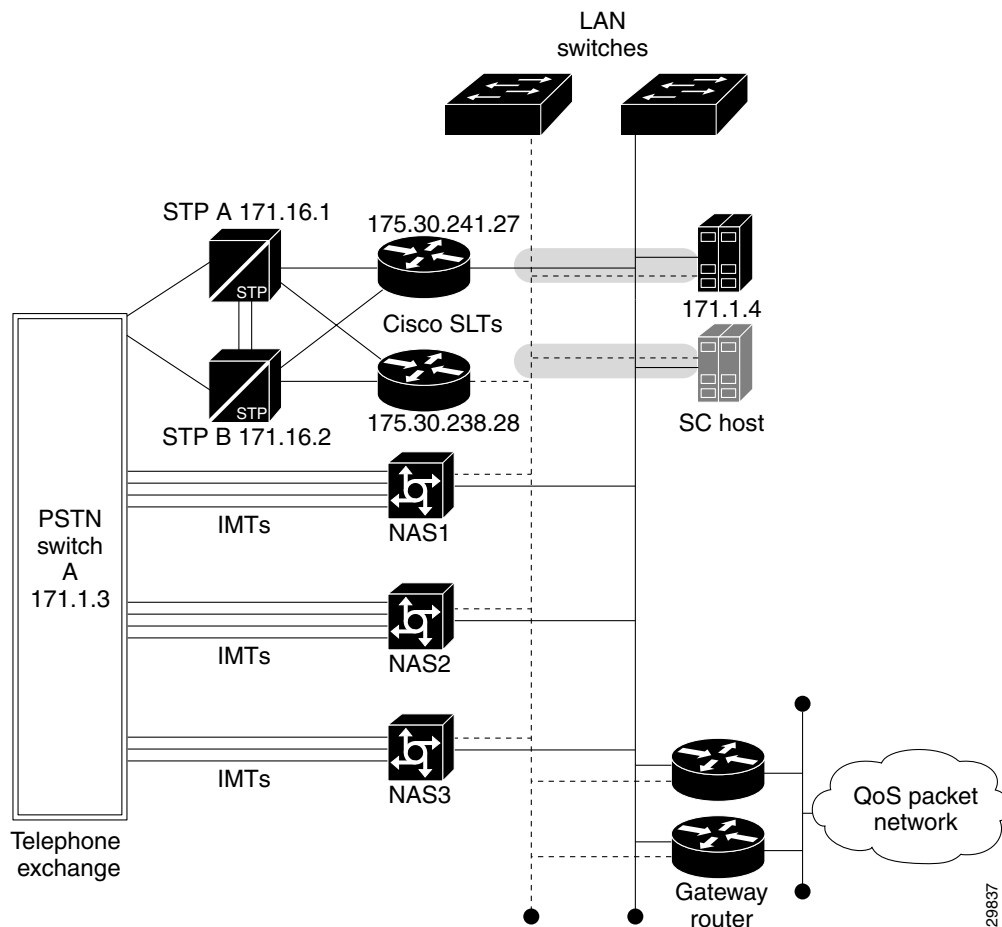 LAN
switches
STP A 171.16.1
175.30.241.27
STP
Cisco SLTs
171.1.4
STP
STP B 171.16.2
175.30.238.28
SC host
PSTN
switch
A
171.1.3
IMTs
NAS1
IMTs
NAS2
IMTs
NAS3
QoS packet
network
Telephone
exchange
Gateway
router
29837